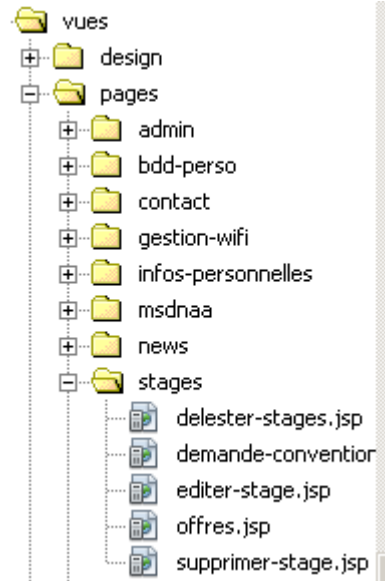 vues
design
pages
admin
bdd-perso
contact
gestion-wifi
infos-personnelles
msdnaa
news
stages
delester-stages.jsp
demande-convention
editer-stage.jsp
offres.jsp
supprimer-stage.jsp